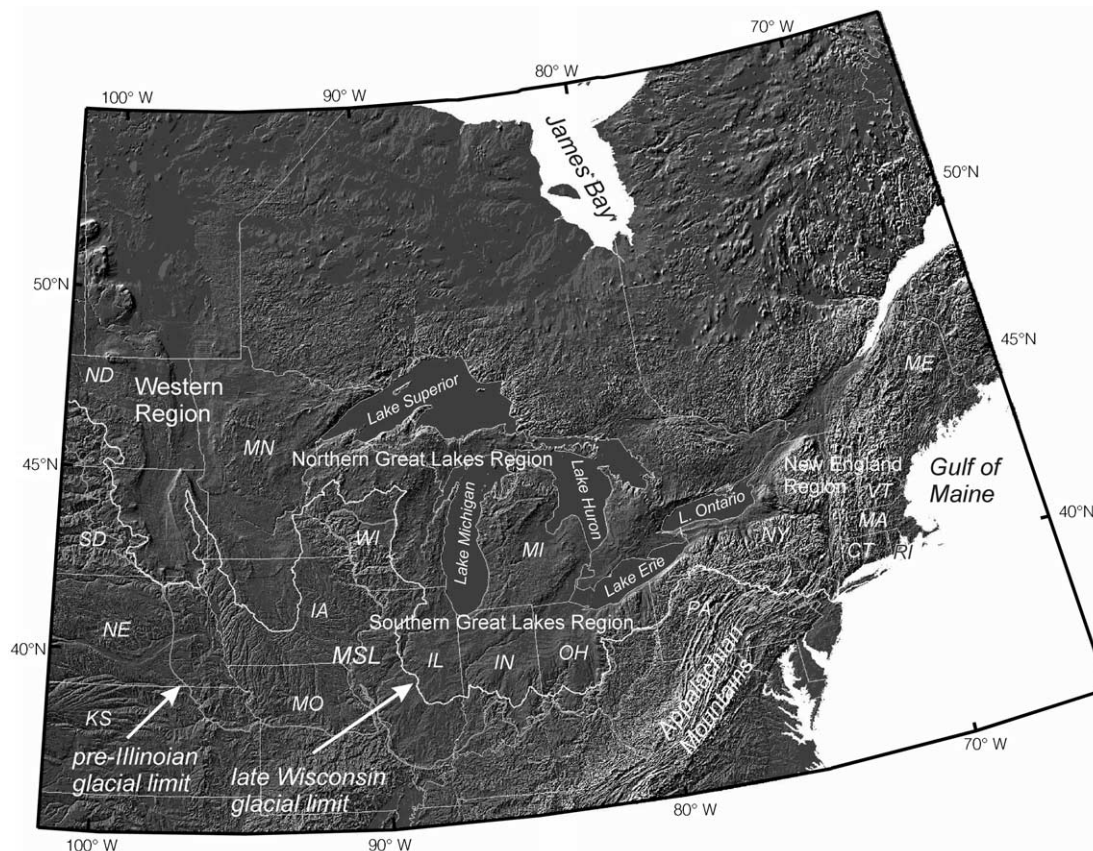 70° W
80° W
90° W
100° W
James Bay
50°N
50°N
45°N
ME
ND
Western
Region
Lake Superior
MN
45°N
Northern Great Lakes Region
New England
Region
Gulf of
Maine
Lake Huron
VT
L. Ontario
40°N
SD
WI
Lake Michigan
MI
NY
MA
CT
RI
Lake Erie
IA
PA
NE
Southern Great Lakes Region
40°N
MSL
IL
IN
OH
Appalachian
Mountains
MO
KS
pre-Illinoian
glacial limit
late Wisconsin
glacial limit
70° W
80° W
90° W
100° W